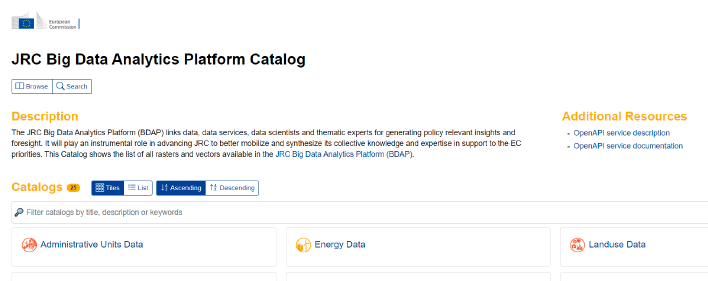 European
Commission
JRC Big Data Analytics Platform Catalog
Browse Search
Description
The JRC Big Data Analytics Platform (BDAP) links data, data services, data scientists and thematic experts for generating policy relevant insights and
foresight. It will play an instrumental role in advancing JRC to better mobilize and synthesize its collective knowledge and expertise in support to the EC
priorities. This Catalog shows the list of all rasters and vectors available in the JRC Big Data Analytics Platform (BDAP).
Additional Resources
OpenAPI service description
OpenAPI service documentation
Catalogs 25 Tiles List Ascending Descending
Filter catalogs by title, description or keywords
Administrative Units Data Energy Data Landuse Data